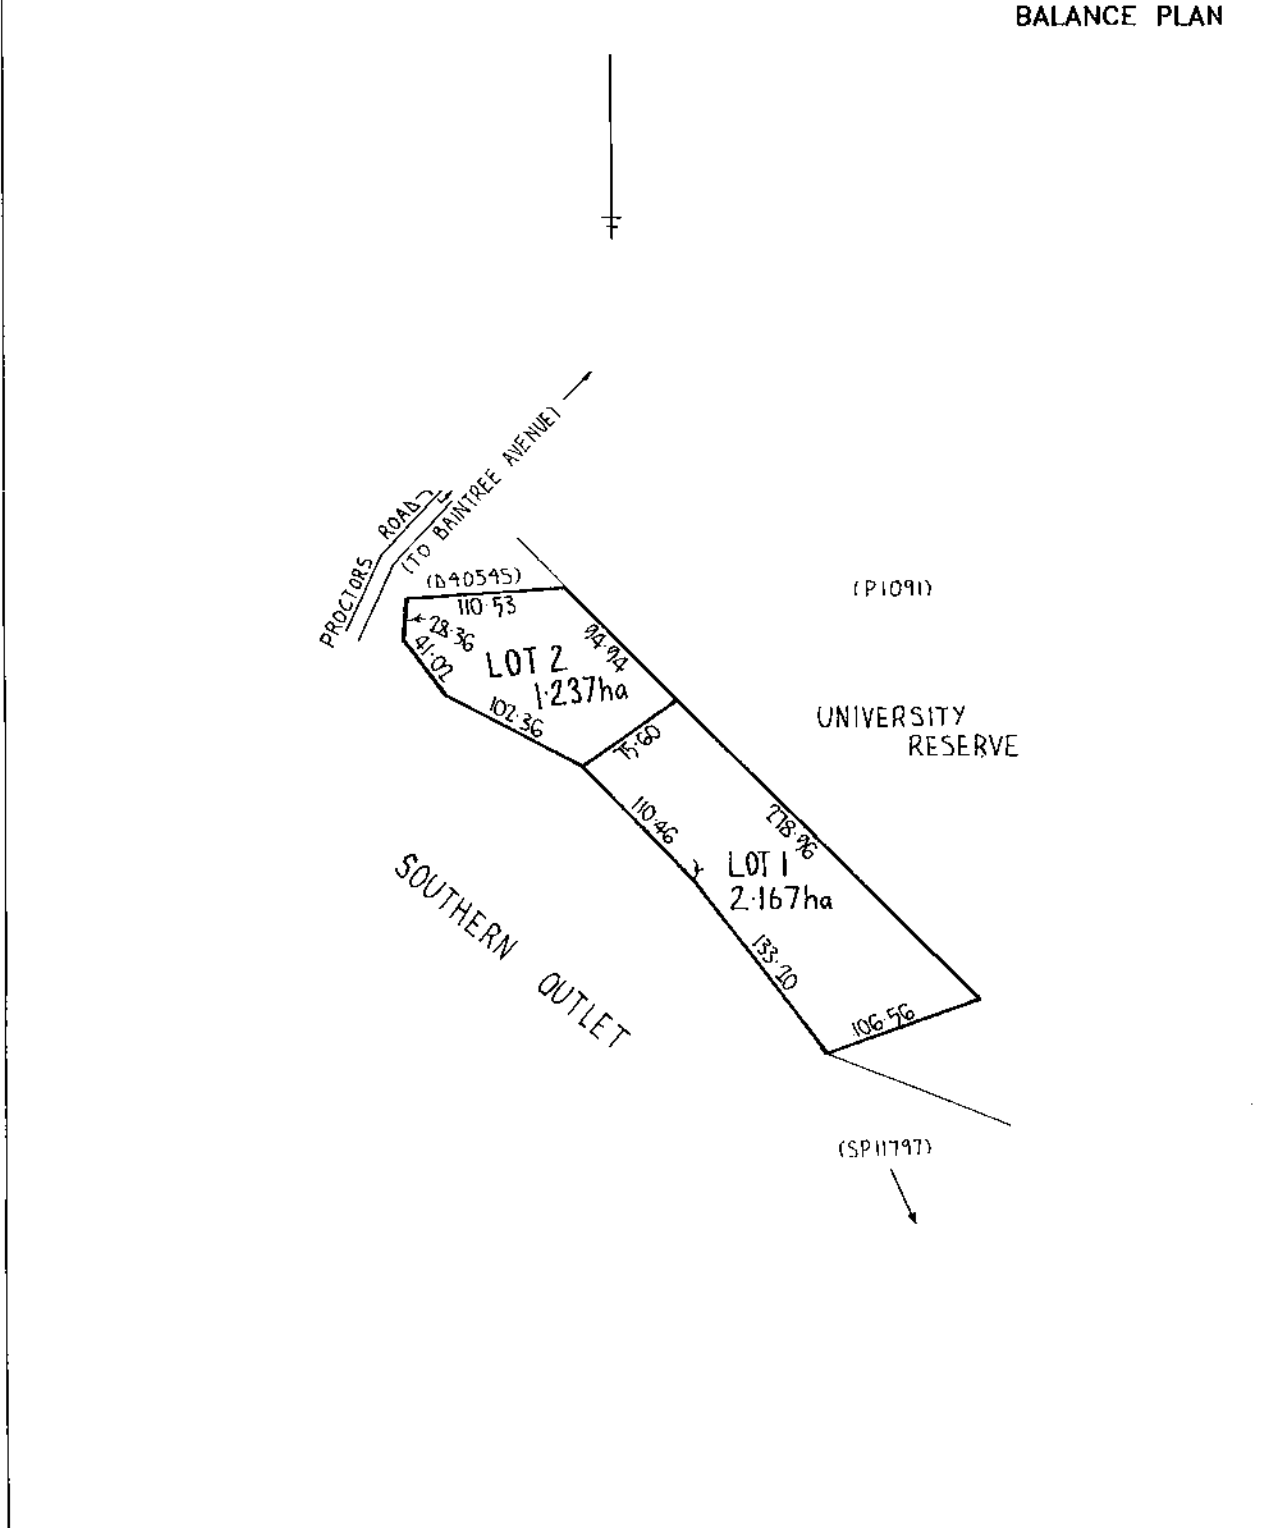 BALANCE PLAN
PROCTORS ROAD
(TO BAINTREE AVENUE)
(D40545)
110·53
28·36
41·02
LOT 2
1·237ha
94·94
102·36
75·60
(P1091)
UNIVERSITY
RESERVE
110·46
278·96
LOT 1
2·167ha
133·20
106·56
SOUTHERN OUTLET
(SP11797)